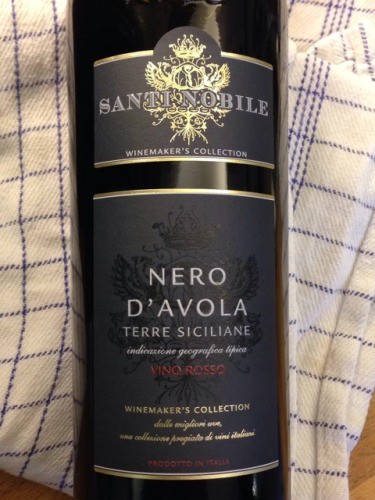 SANTI NOBILE
WINEMAKER'S COLLECTION
NERO
D'AVOLA
TERRE SICILIANE
indicazione geografica tipica
VINO ROSSO
WINEMAKER'S COLLECTION
dalle migliori uve,
una collezione pregiata di vini italiani
PRODOTTO IN ITALIA